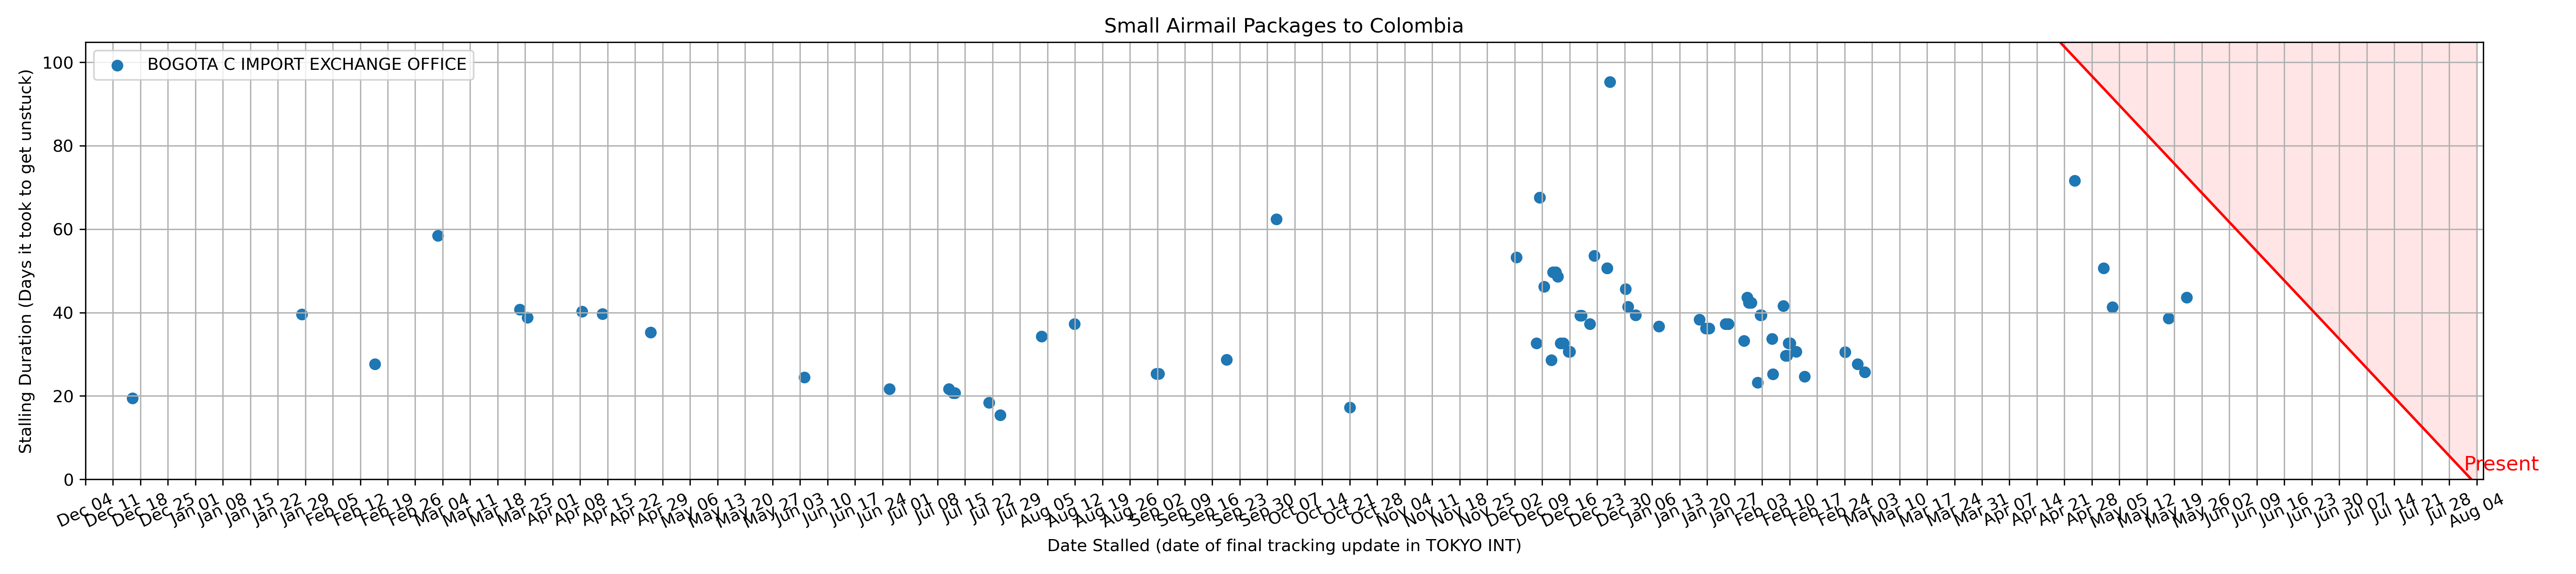 Small Airmail Packages to Colombia
BOGOTA C IMPORT EXCHANGE OFFICE
Stalling Duration (Days it took to get unstuck)
100
80
60
40
20
0
Present
Dec 04 Dec 11 Dec 18 Dec 25 Jan 01 Jan 08 Jan 15 Jan 22 Jan 29 Feb 05 Feb 12 Feb 19 Feb 26 Mar 04 Mar 11 Mar 18 Mar 25 Apr 01 Apr 08 Apr 15 Apr 22 Apr 29 May 06 May 13 May 20 May 27 Jun 03 Jun 10 Jun 17 Jun 24 Jul 01 Jul 08 Jul 15 Jul 22 Jul 29 Aug 05 Aug 12 Aug 19 Aug 26 Sep 02 Sep 09 Sep 16 Sep 23 Sep 30 Oct 07 Oct 14 Oct 21 Oct 28 Nov 04 Nov 11 Nov 18 Nov 25 Dec 02 Dec 09 Dec 16 Dec 23 Dec 30 Jan 06 Jan 13 Jan 20 Jan 27 Feb 03 Feb 10 Feb 17 Feb 24 Mar 03 Mar 10 Mar 17 Mar 24 Mar 31 Apr 07 Apr 14 Apr 21 Apr 28 May 05 May 12 May 19 May 26 Jun 02 Jun 09 Jun 16 Jun 23 Jun 30 Jul 07 Jul 14 Jul 21 Jul 28 Aug 04
Date Stalled (date of final tracking update in TOKYO INT)